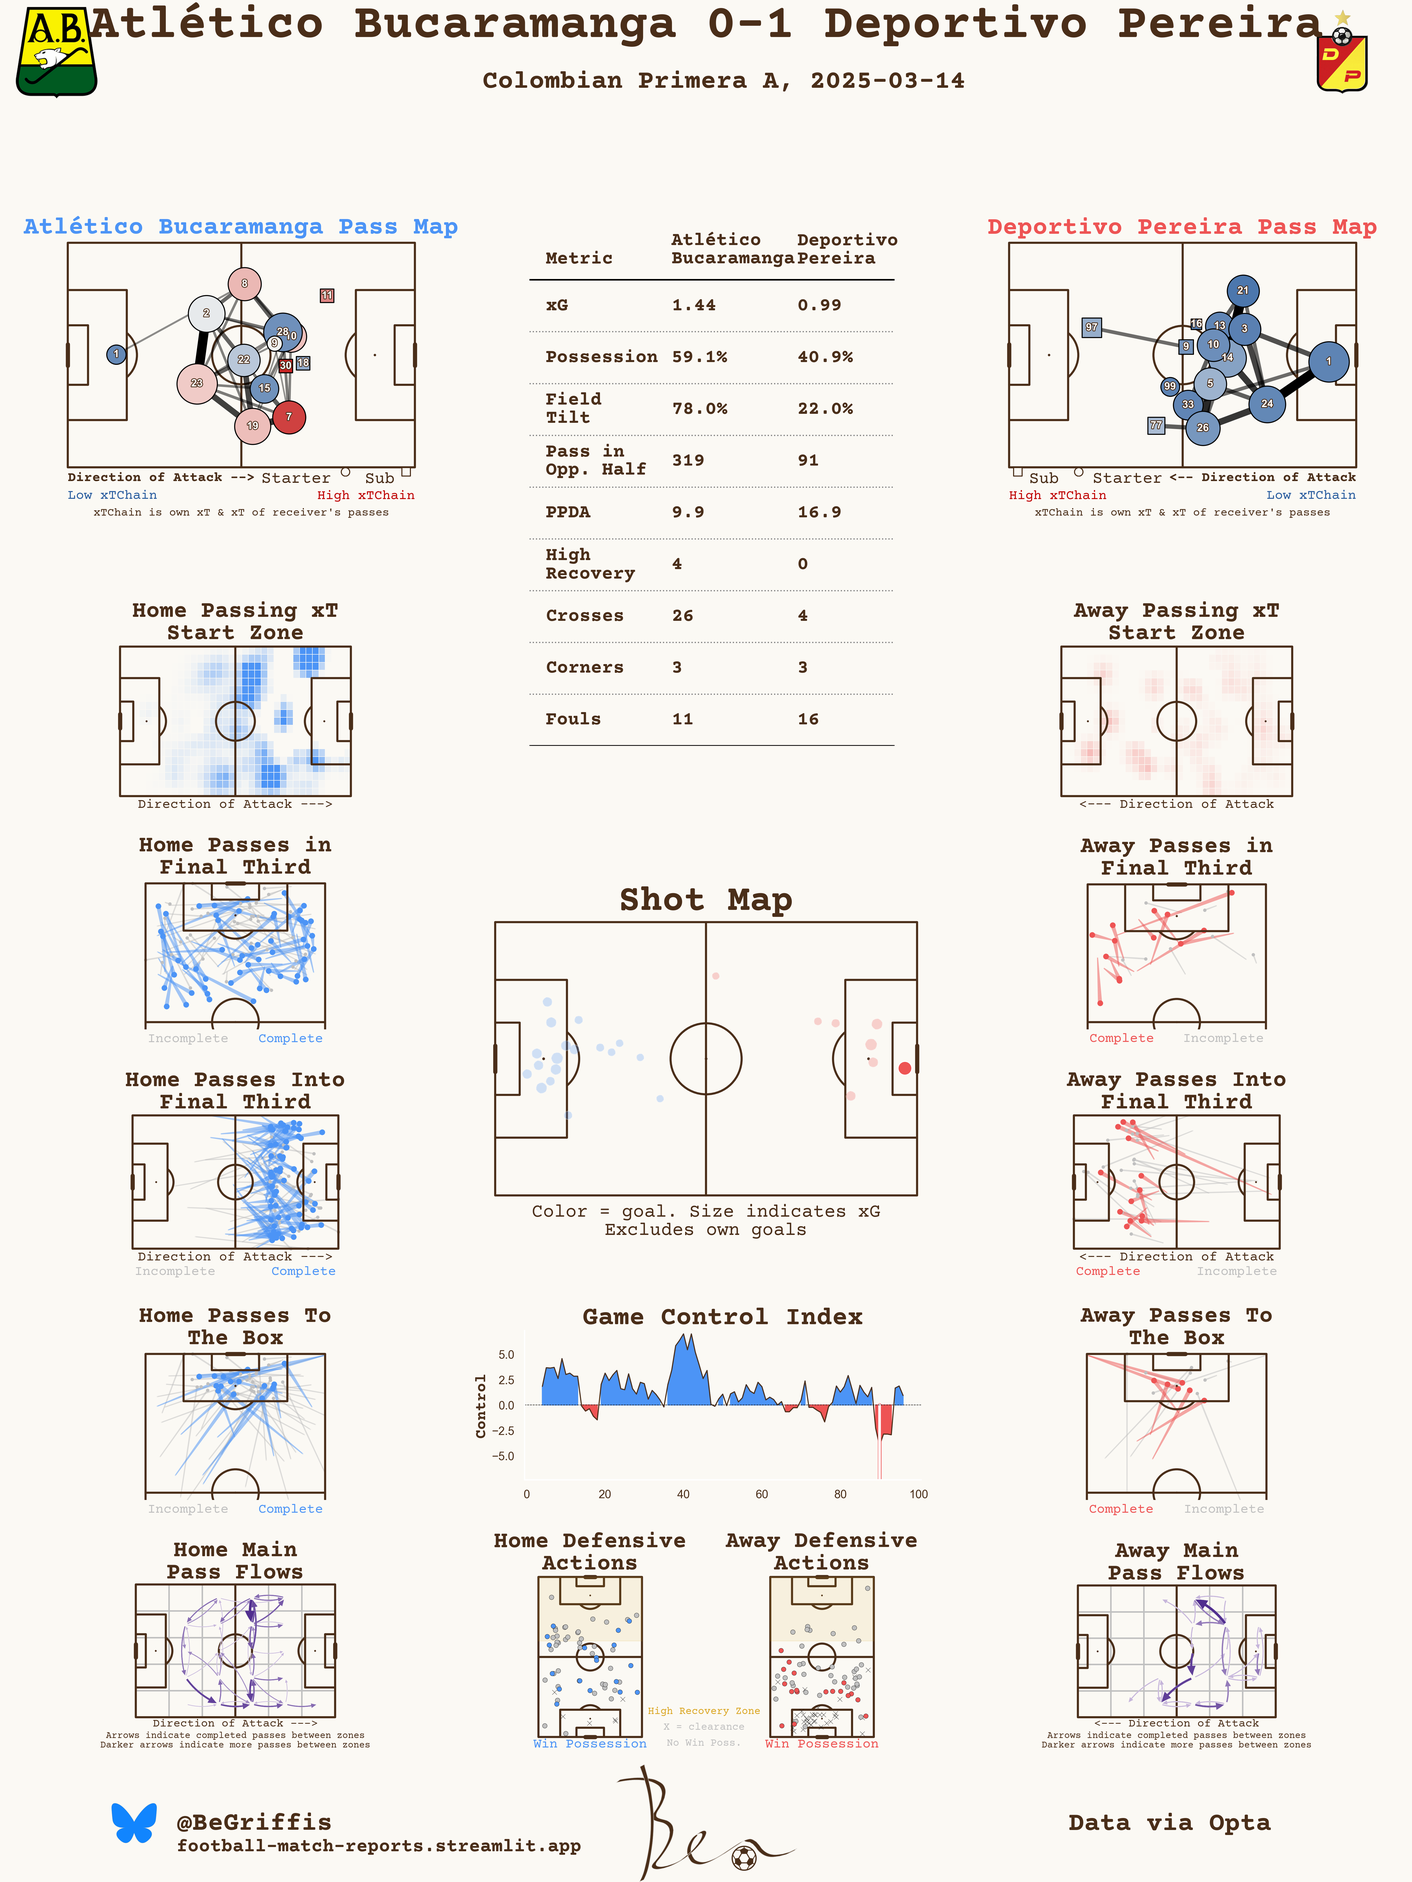 Atlético Bucaramanga 0-1 Deportivo Pereira
A.B.
D
P
Colombian Primera A, 2025-03-14
Atlético Bucaramanga Pass Map
8
11
2
28
10
9
1
22
30
18
23
15
7
19
Direction of Attack --> Starter Sub
Low xTChain High xTChain
xTChain is own xT & xT of receiver's passes
Metric Atlético Bucaramanga Deportivo Pereira
xG 1.44 0.99
Possession 59.1% 40.9%
Field Tilt 78.0% 22.0%
Pass in Opp. Half 319 91
PPDA 9.9 16.9
High Recovery 4 0
Crosses 26 4
Corners 3 3
Fouls 11 16
Deportivo Pereira Pass Map
21
97
16
13
3
9
10
14
1
99
5
33
24
77
26
Sub Starter <-- Direction of Attack
High xTChain Low xTChain
xTChain is own xT & xT of receiver's passes
Home Passing xT
Start Zone
Direction of Attack --->
Away Passing xT
Start Zone
<--- Direction of Attack
Home Passes in
Final Third
Incomplete Complete
Away Passes in
Final Third
Complete Incomplete
Shot Map
Color = goal. Size indicates xG
Excludes own goals
Home Passes Into
Final Third
Direction of Attack --->
Incomplete Complete
Away Passes Into
Final Third
<--- Direction of Attack
Complete Incomplete
Home Passes To
The Box
Incomplete Complete
Game Control Index
Control
5.0
2.5
0.0
−2.5
−5.0
0 20 40 60 80 100
Away Passes To
The Box
Complete Incomplete
Home Main
Pass Flows
Direction of Attack --->
Arrows indicate completed passes between zones
Darker arrows indicate more passes between zones
Home Defensive
Actions
Win Possession
Away Defensive
Actions
Win Possession
High Recovery Zone
X = clearance
No Win Poss.
Away Main
Pass Flows
<--- Direction of Attack
Arrows indicate completed passes between zones
Darker arrows indicate more passes between zones
@BeGriffis
football-match-reports.streamlit.app
Ben
Data via Opta